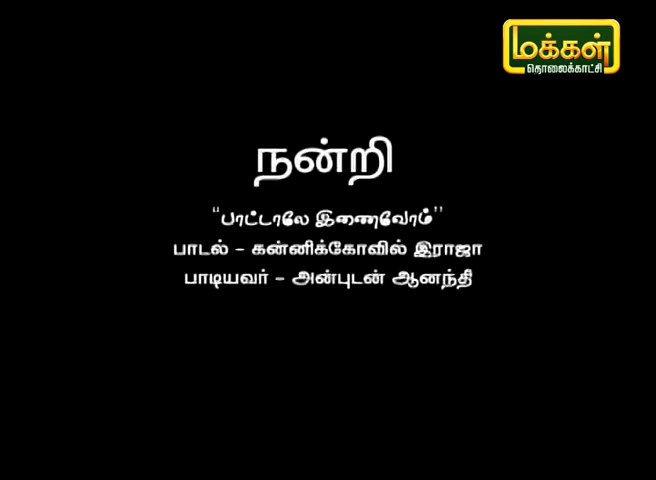 மக்கள்
தொலைக்காட்சி
நன்றி
“பாட்டாலே இணைவோம்”
பாடல் – கன்னிக்கோவில் இராஜா
பாடியவர் – அன்புடன் ஆனந்தி